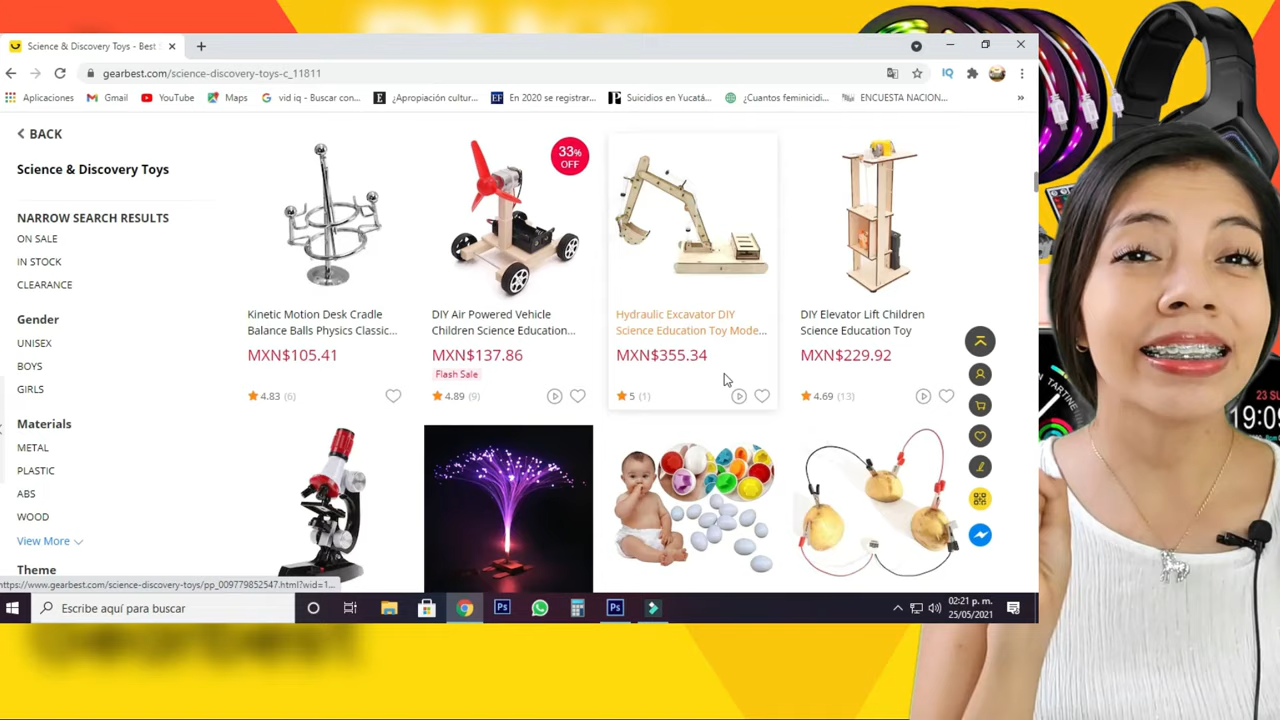 Science & Discovery Toys - Best S
gearbest.com/science-discovery-toys-c_11811
Aplicaciones
Gmail
YouTube
Maps
vid iq - Buscar con...
¿Apropiación cultur...
En 2020 se registrar...
Suicidios en Yucatá...
¿Cuantos feminicidi...
ENCUESTA NACION...
IQ
BACK
Science & Discovery Toys
NARROW SEARCH RESULTS
ON SALE
IN STOCK
CLEARANCE
Gender
UNISEX
BOYS
GIRLS
Materials
METAL
PLASTIC
ABS
WOOD
View More
Theme
33%
OFF
Kinetic Motion Desk Cradle
Balance Balls Physics Classic...
MXN$105.41
4.83 (6)
DIY Air Powered Vehicle
Children Science Education...
MXN$137.86
Flash Sale
4.89 (9)
Hydraulic Excavator DIY
Science Education Toy Mode...
MXN$355.34
5 (1)
DIY Elevator Lift Children
Science Education Toy
MXN$229.92
4.69 (13)
https://www.gearbest.com/science-discovery-toys/pp_009779852547.html?wid=1...
Escribe aquí para buscar
Ps
Ps
02:21 p. m.
25/05/2021
TARTINE
23 SU
19:09